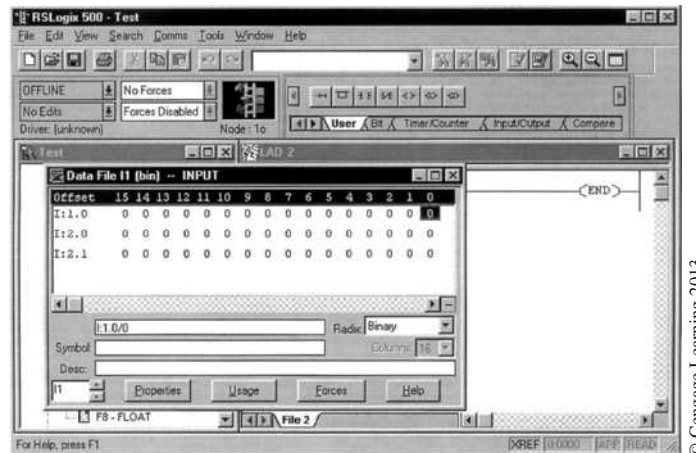 RSLogix 500 - Test
File Edit View Search Comms Tools Window Help
OFFLINE No Forces
No Edits Forces Disabled
Driver: (unknown) Node : 1o
User Bit Timer/Counter Input/Output Compare
Test
LAD 2
Data File I1 (bin) -- INPUT
Offset 15 14 13 12 11 10 9 8 7 6 5 4 3 2 1 0
I:1.0 0 0 0 0 0 0 0 0 0 0 0 0 0 0 0 0
I:2.0 0 0 0 0 0 0 0 0 0 0 0 0 0 0 0 0
I:2.1 0 0 0 0 0 0 0 0 0 0 0 0 0 0 0 0
(END)
I:1.0/0 Radix: Binary
Symbol: Columns: 16
Desc:
I1 Properties Usage Forces Help
F8 - FLOAT
File 2
For Help, press F1
XREF 0:0000 APP READ
© Cengage Learning 2013